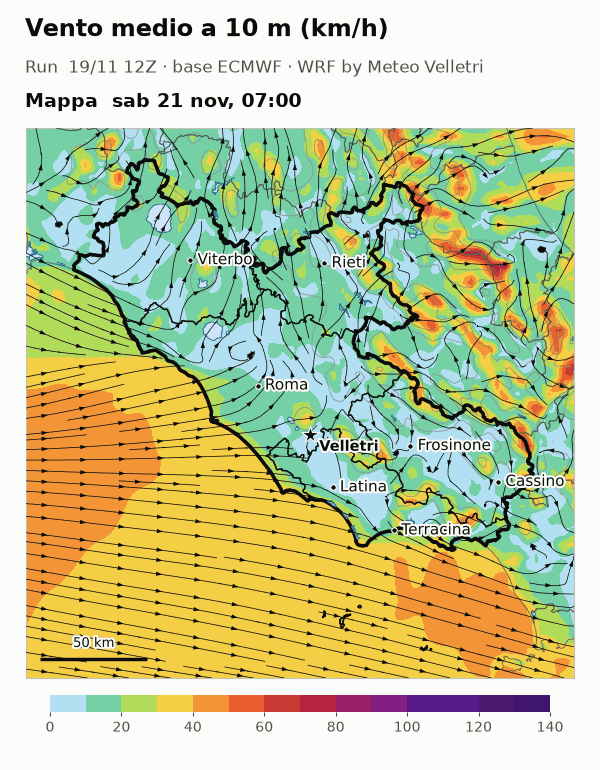 Vento medio a 10 m (km/h)
Run  19/11 12Z · base ECMWF · WRF by Meteo Velletri
Mappa  sab 21 nov, 07:00
Viterbo
Rieti
Roma
Velletri
Frosinone
Cassino
Latina
Terracina
50 km
0 20 40 60 80 100 120 140